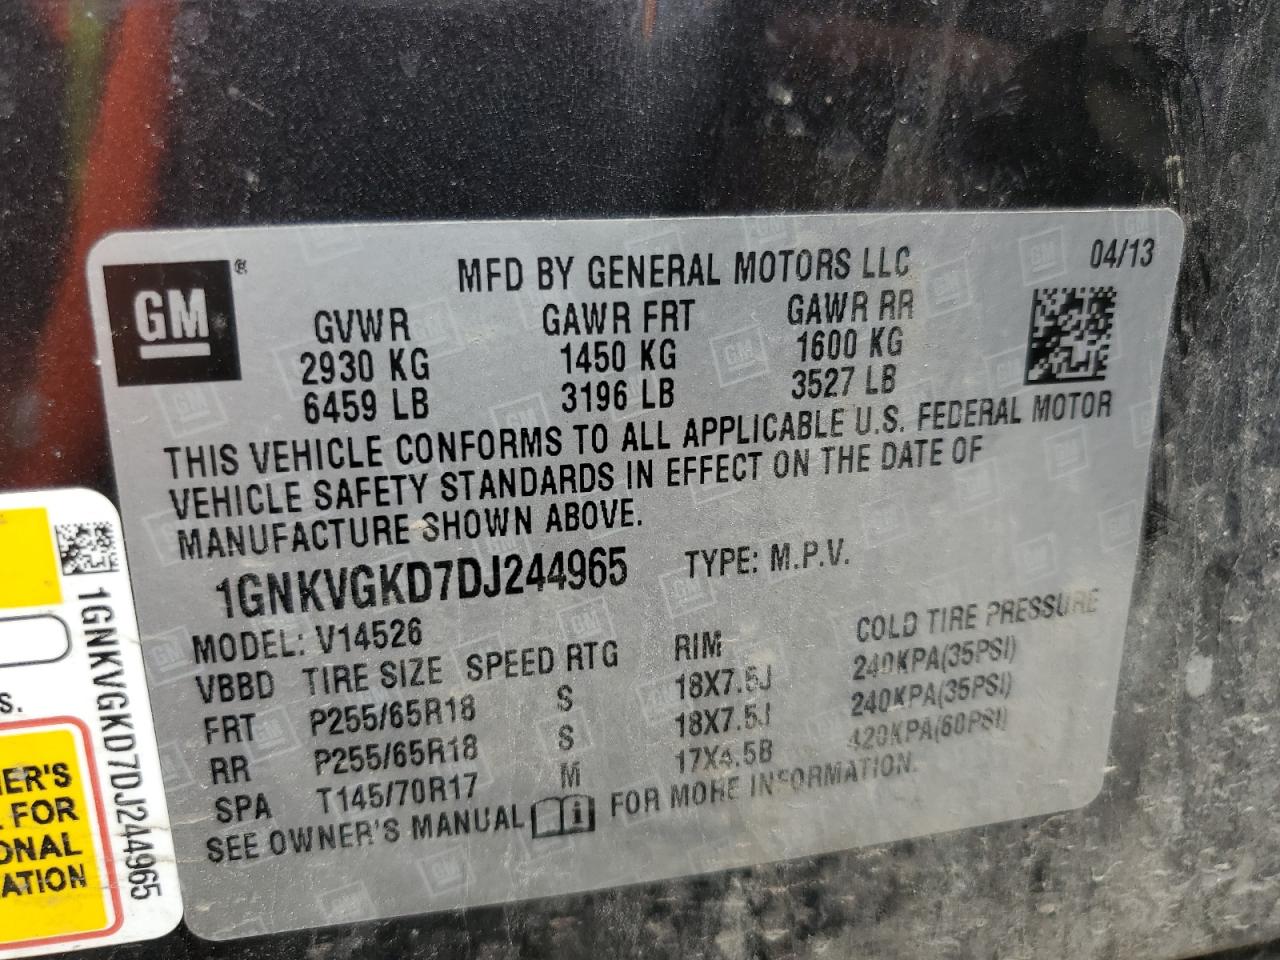 GM®
MFD BY GENERAL MOTORS LLC
04/13
GVWR GAWR FRT GAWR RR
2930 KG 1450 KG 1600 KG
6459 LB 3196 LB 3527 LB
THIS VEHICLE CONFORMS TO ALL APPLICABLE U.S. FEDERAL MOTOR
VEHICLE SAFETY STANDARDS IN EFFECT ON THE DATE OF
MANUFACTURE SHOWN ABOVE.
1GNKVGKD7DJ244965 TYPE: M.P.V.
MODEL: V14526
VBBD TIRE SIZE SPEED RTG RIM COLD TIRE PRESSURE
FRT P255/65R18 S 18X7.5J 240KPA(35PSI)
RR P255/65R18 S 18X7.5J 240KPA(35PSI)
SPA T145/70R17 M 17X4.5B 420KPA(60PSI)
SEE OWNER'S MANUAL FOR MORE INFORMATION.
1GNKVGKD7DJ244965
S.
ER'S
FOR
ONAL
ATION